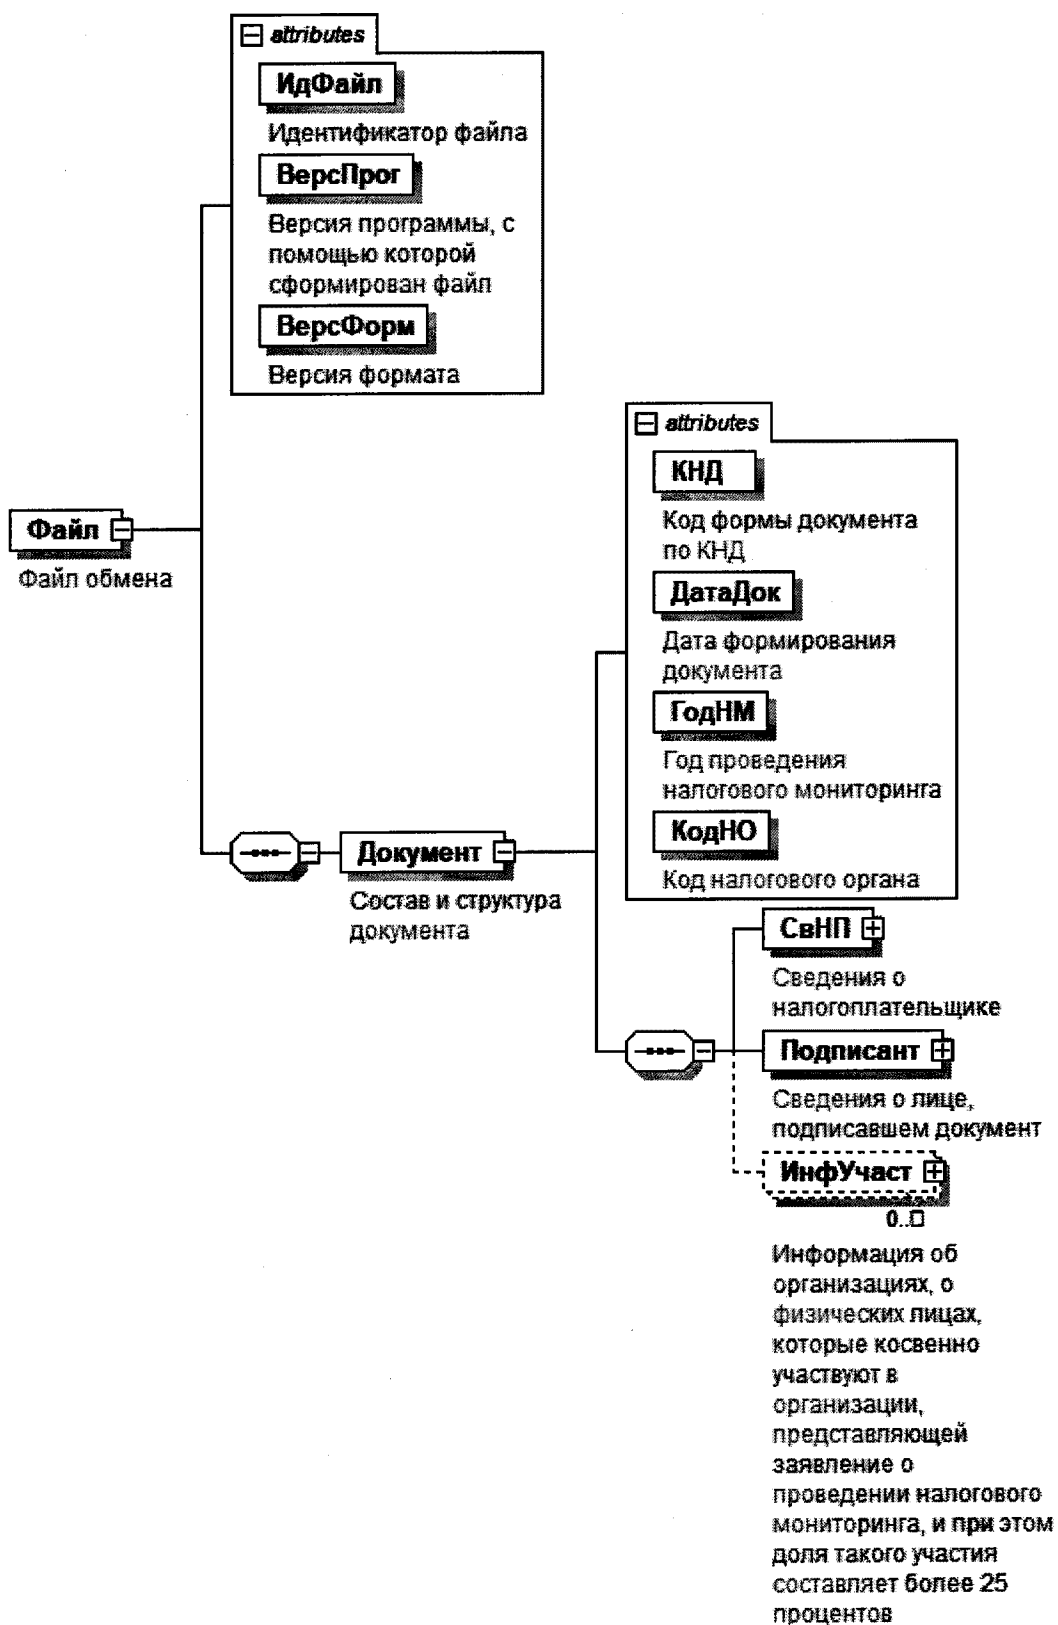 attributes
ИдФайл
Идентификатор файла
ВерсПрог
Версия программы, с
помощью которой
сформирован файл
ВерсФорм
Версия формата
attributes
КНД
Код формы документа
по КНД
ДатаДок
Дата формирования
документа
ГодНМ
Год проведения
налогового мониторинга
КодНО
Код налогового органа
Файл
Файл обмена
Документ
Состав и структура
документа
СвНП
Сведения о
налогоплательщике
Подписант
Сведения о лице,
подписавшем документ
ИнфУчаст
0..□
Информация об
организациях, о
физических лицах,
которые косвенно
участвуют в
организации,
представляющей
заявление о
проведении налогового
мониторинга, и при этом
доля такого участия
составляет более 25
процентов